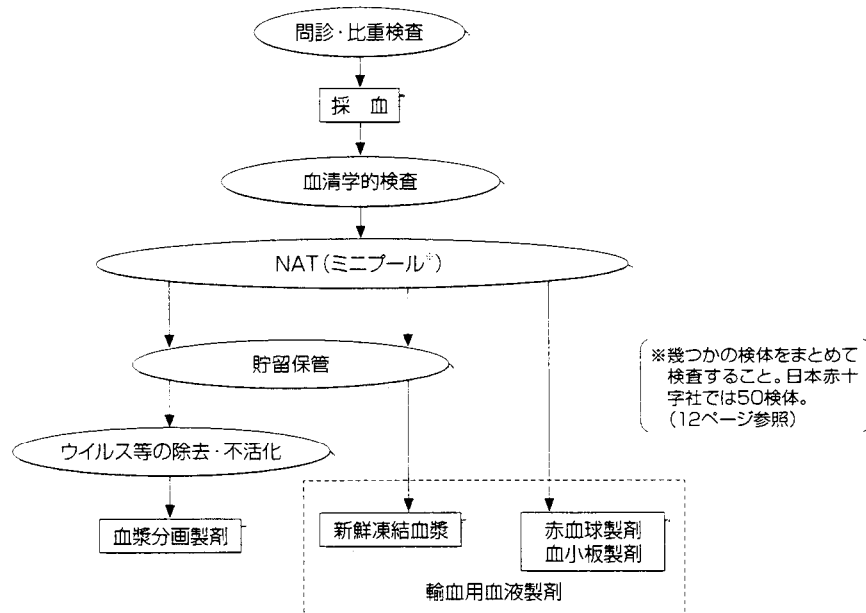 問診・比重検査
採 血
血清学的検査
NAT(ミニプール※)
貯留保管
※幾つかの検体をまとめて
検査すること。日本赤十
字社では50検体。
(12ページ参照)
ウイルス等の除去・不活化
血漿分画製剤
新鮮凍結血漿
赤血球製剤
血小板製剤
輸血用血液製剤